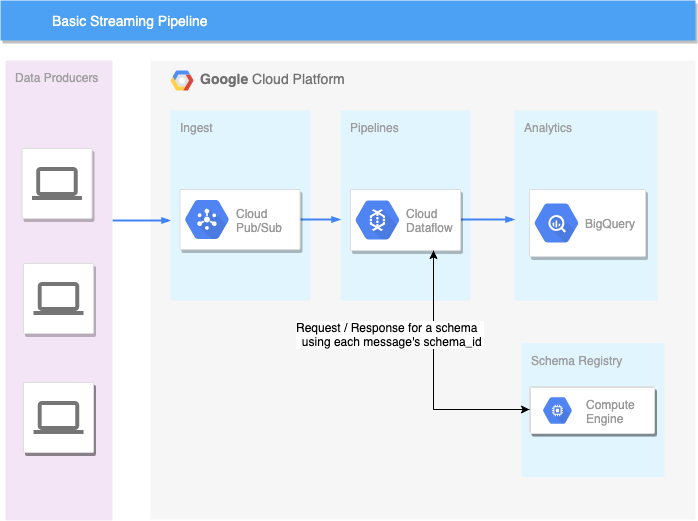 Basic Streaming Pipeline
Data Producers
Google Cloud Platform
Ingest
Pipelines
Analytics
Cloud
Pub/Sub
Cloud
Dataflow
BigQuery
Request / Response for a schema
using each message's schema_id
Schema Registry
Compute
Engine